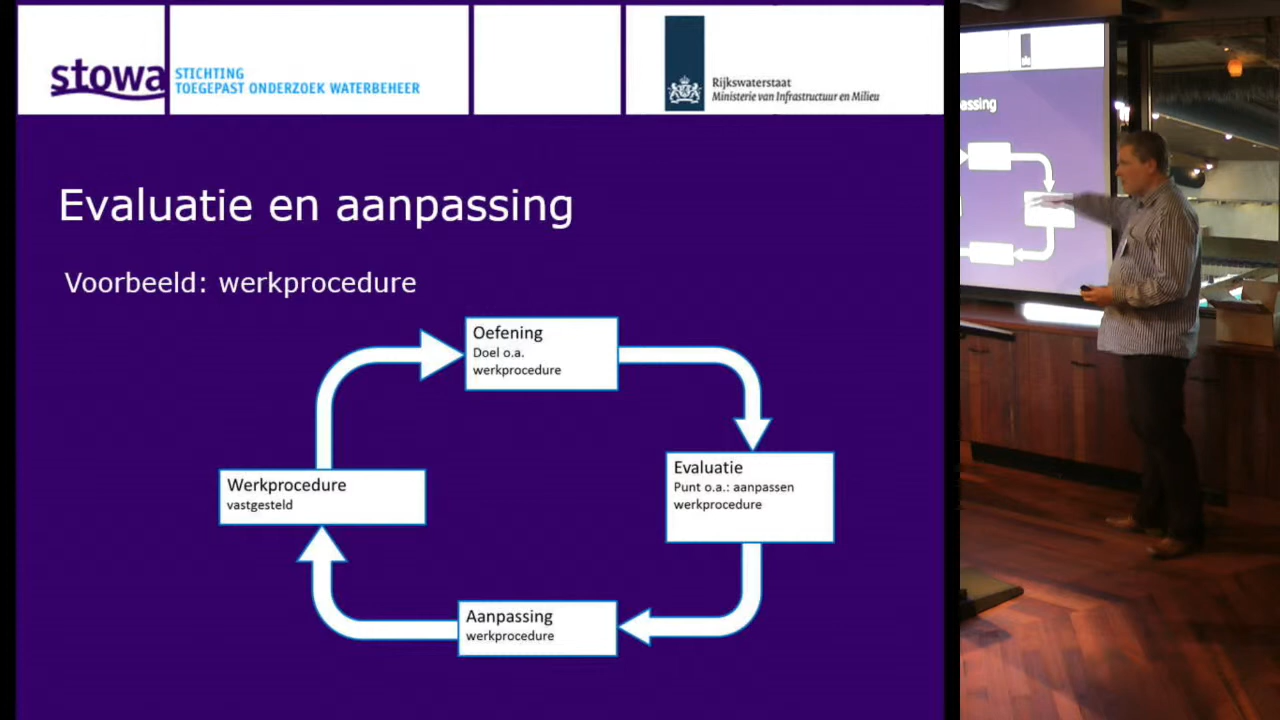 stowa
STICHTING
TOEGEPAST ONDERZOEK WATERBEHEER
Rijkswaterstaat
Ministerie van Infrastructuur en Milieu
Evaluatie en aanpassing
Voorbeeld: werkprocedure
Oefening
Doel o.a.
werkprocedure
Evaluatie
Punt o.a.: aanpassen
werkprocedure
Werkprocedure
vastgesteld
Aanpassing
werkprocedure
passing